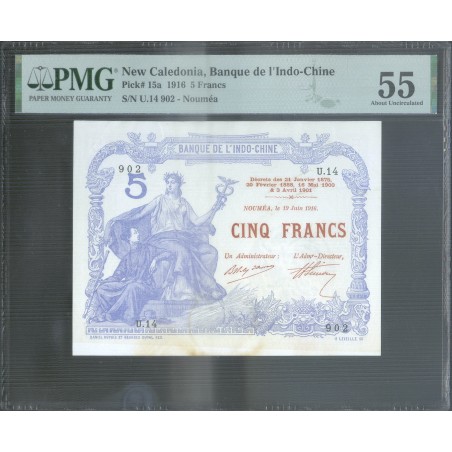 PMG
PAPER MONEY GUARANTY
New Caledonia, Banque de l'Indo-Chine
Pick# 15a 1916 5 Francs
S/N U.14 902 - Nouméa
55
About Uncirculated
BANQUE DE L'INDO-CHINE
902
U.14
5
Décrets des 21 Janvier 1875,
20 Février 1888, 16 Mai 1900
& 3 Avril 1901
NOUMÉA, le 19 Juin 1916.
CINQ FRANCS
Un Administrateur:
L'Admr-Directeur,
U.14
902